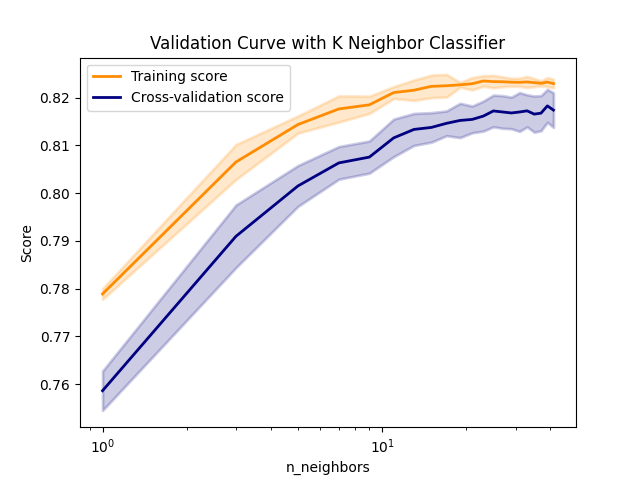 Validation Curve with K Neighbor Classifier
Training score
Cross-validation score
Score
0.82
0.81
0.80
0.79
0.78
0.77
0.76
10⁰
10¹
n_neighbors